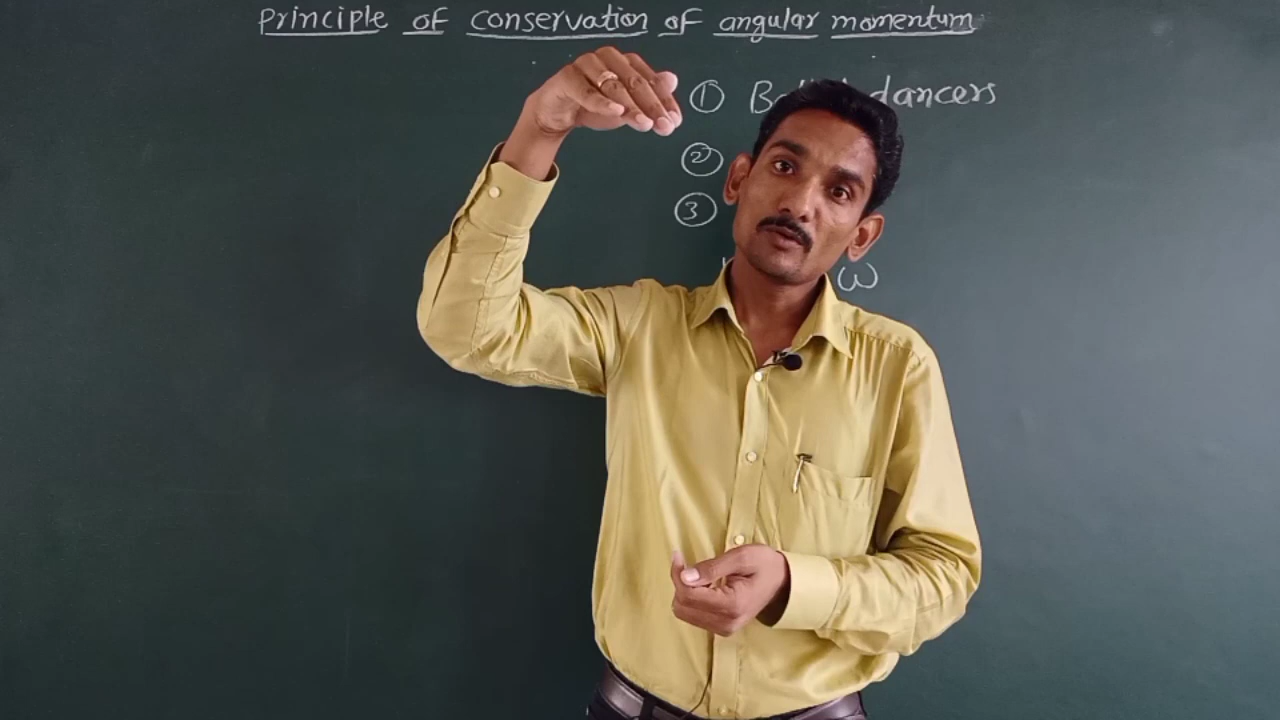 Principle of conservation of angular momentum
① dancers
②
③
ω